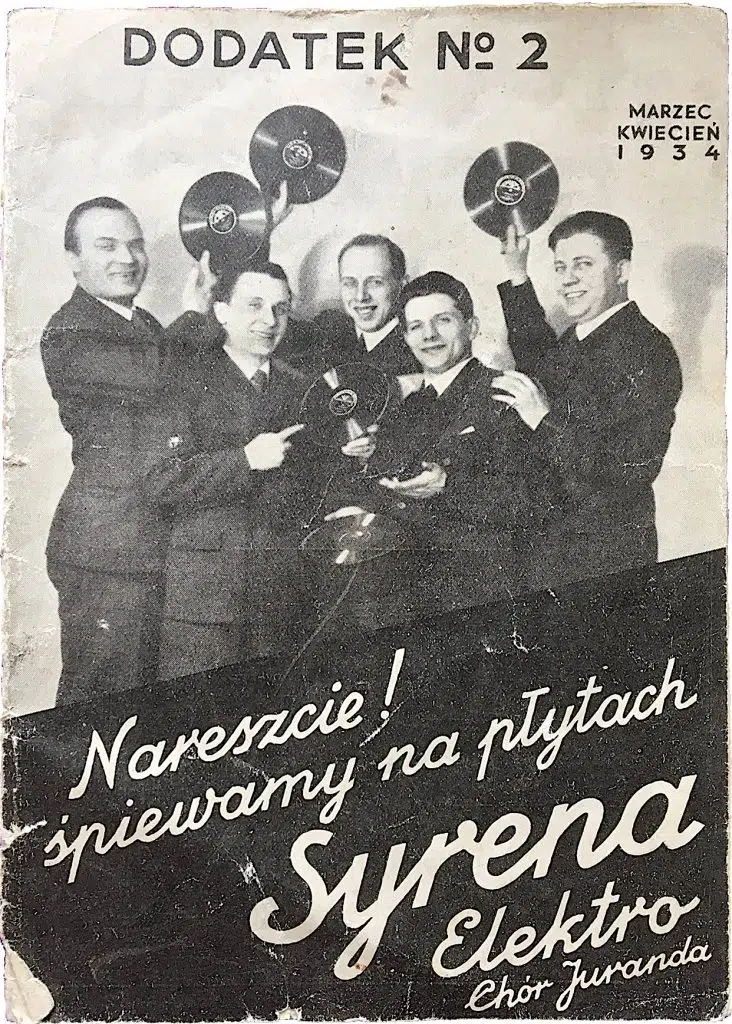 DODATEK № 2
MARZEC
KWIECIEŃ
1934
Nareszcie!
śpiewamy na płytach
Syrena
Elektro
Chór Juranda